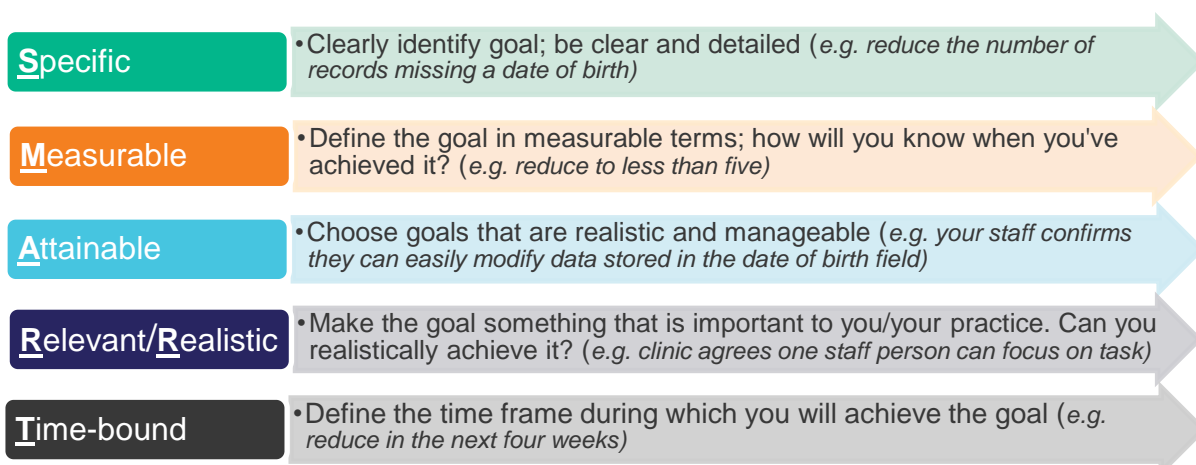 Specific
•Clearly identify goal; be clear and detailed (e.g. reduce the number of
records missing a date of birth)
Measurable
•Define the goal in measurable terms; how will you know when you've
achieved it? (e.g. reduce to less than five)
Attainable
•Choose goals that are realistic and manageable (e.g. your staff confirms
they can easily modify data stored in the date of birth field)
Relevant/Realistic
•Make the goal something that is important to you/your practice. Can you
realistically achieve it? (e.g. clinic agrees one staff person can focus on task)
Time-bound
•Define the time frame during which you will achieve the goal (e.g.
reduce in the next four weeks)